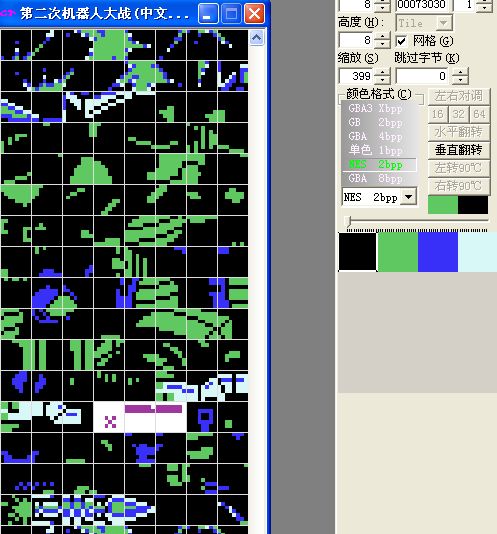 第二次机器人大战(中文...
8 00073030 1
高度(H): Tile
8 网格(G)
缩放(S) 跳过字节(K)
399 0
颜色格式(C)
左右对调
GBA3 Xbpp
16 32 64
GB 2bpp
水平翻转
GBA 4bpp
单色 1bpp
垂直翻转
NES 2bpp
左转90℃
GBA 8bpp
右转90℃
NES 2bpp